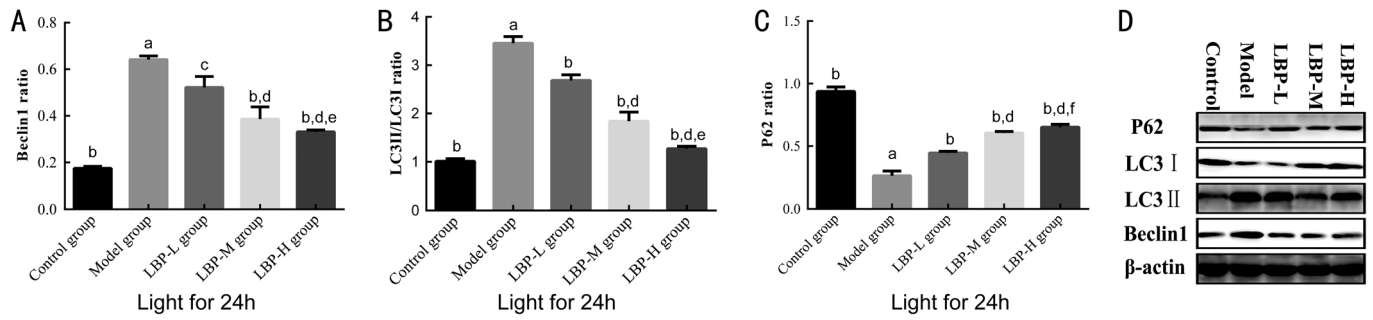 A
Beclin1 ratio
0.8
0.6
0.4
0.2
0.0
b
a
c
b,d
b,d,e
Control group
Model group
LBP-L group
LBP-M group
LBP-H group
Light for 24h
B
LC3II/LC3I ratio
4
3
2
1
0
b
a
b
b,d
b,d,e
Control group
Model group
LBP-L group
LBP-M group
LBP-H group
Light for 24h
C
P62 ratio
1.5
1.0
0.5
0.0
b
a
b
b,d
b,d,f
Control group
Model group
LBP-L group
LBP-M group
LBP-H group
Light for 24h
D
Control
Model
LBP-L
LBP-M
LBP-H
P62
LC3Ⅰ
LC3Ⅱ
Beclin1
β-actin